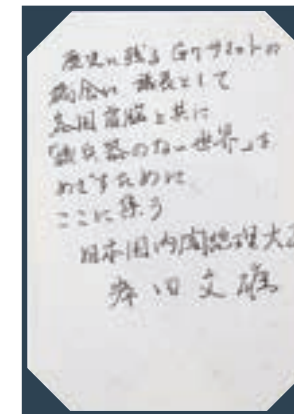 歴史に残るG7サミットの
機会に議長として
各国首脳と共に
「核兵器のない世界」を
めざすために
ここに集う
日本国内閣総理大臣
岸田文雄